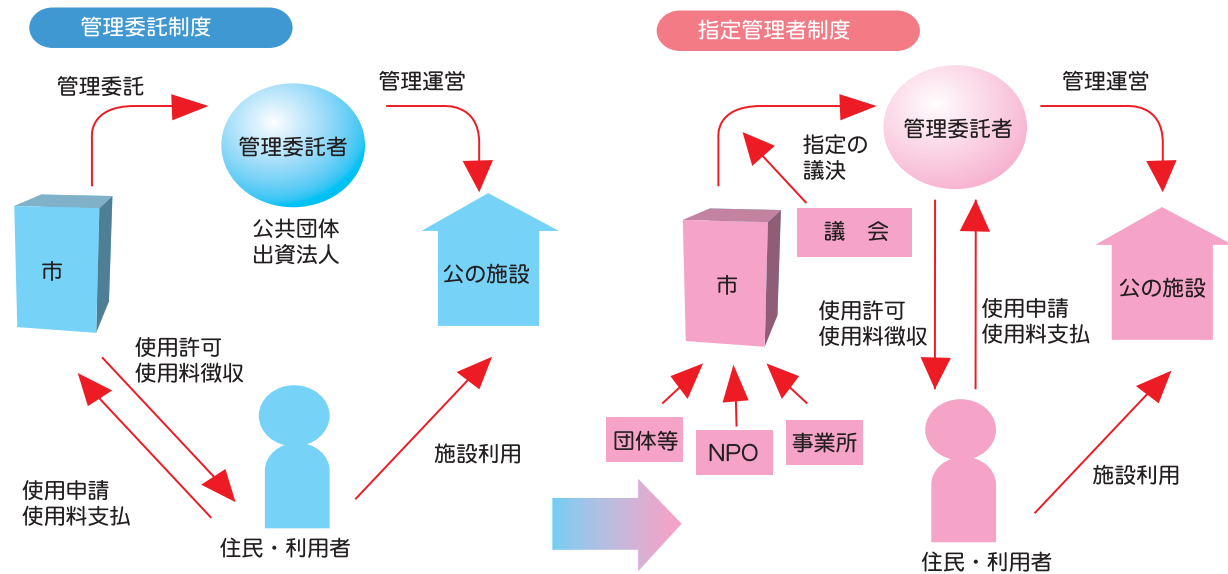 管理委託制度
管理委託
管理委託者
管理運営
公共団体
出資法人
市
公の施設
使用許可
使用料徴収
使用申請
使用料支払
施設利用
住民・利用者
指定管理者制度
管理委託者
管理運営
指定の
議決
議 会
市
公の施設
使用許可
使用料徴収
使用申請
使用料支払
団体等
NPO
事業所
施設利用
住民・利用者